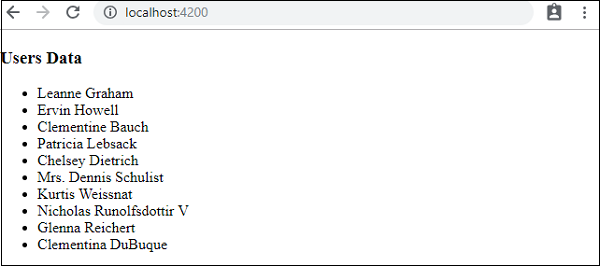 localhost:4200
Users Data
Leanne Graham
Ervin Howell
Clementine Bauch
Patricia Lebsack
Chelsey Dietrich
Mrs. Dennis Schulist
Kurtis Weissnat
Nicholas Runolfsdottir V
Glenna Reichert
Clementina DuBuque